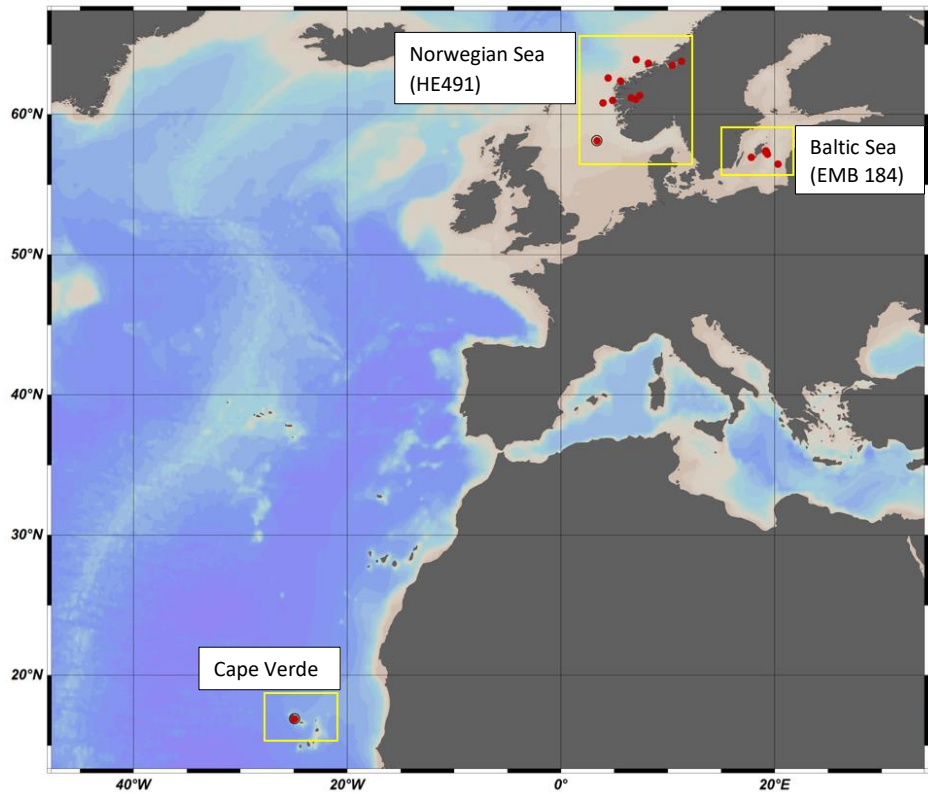 Norwegian Sea
(HE491)
60°N
Baltic Sea
(EMB 184)
50°N
40°N
30°N
Cape Verde
20°N
40°W
20°W
0°
20°E